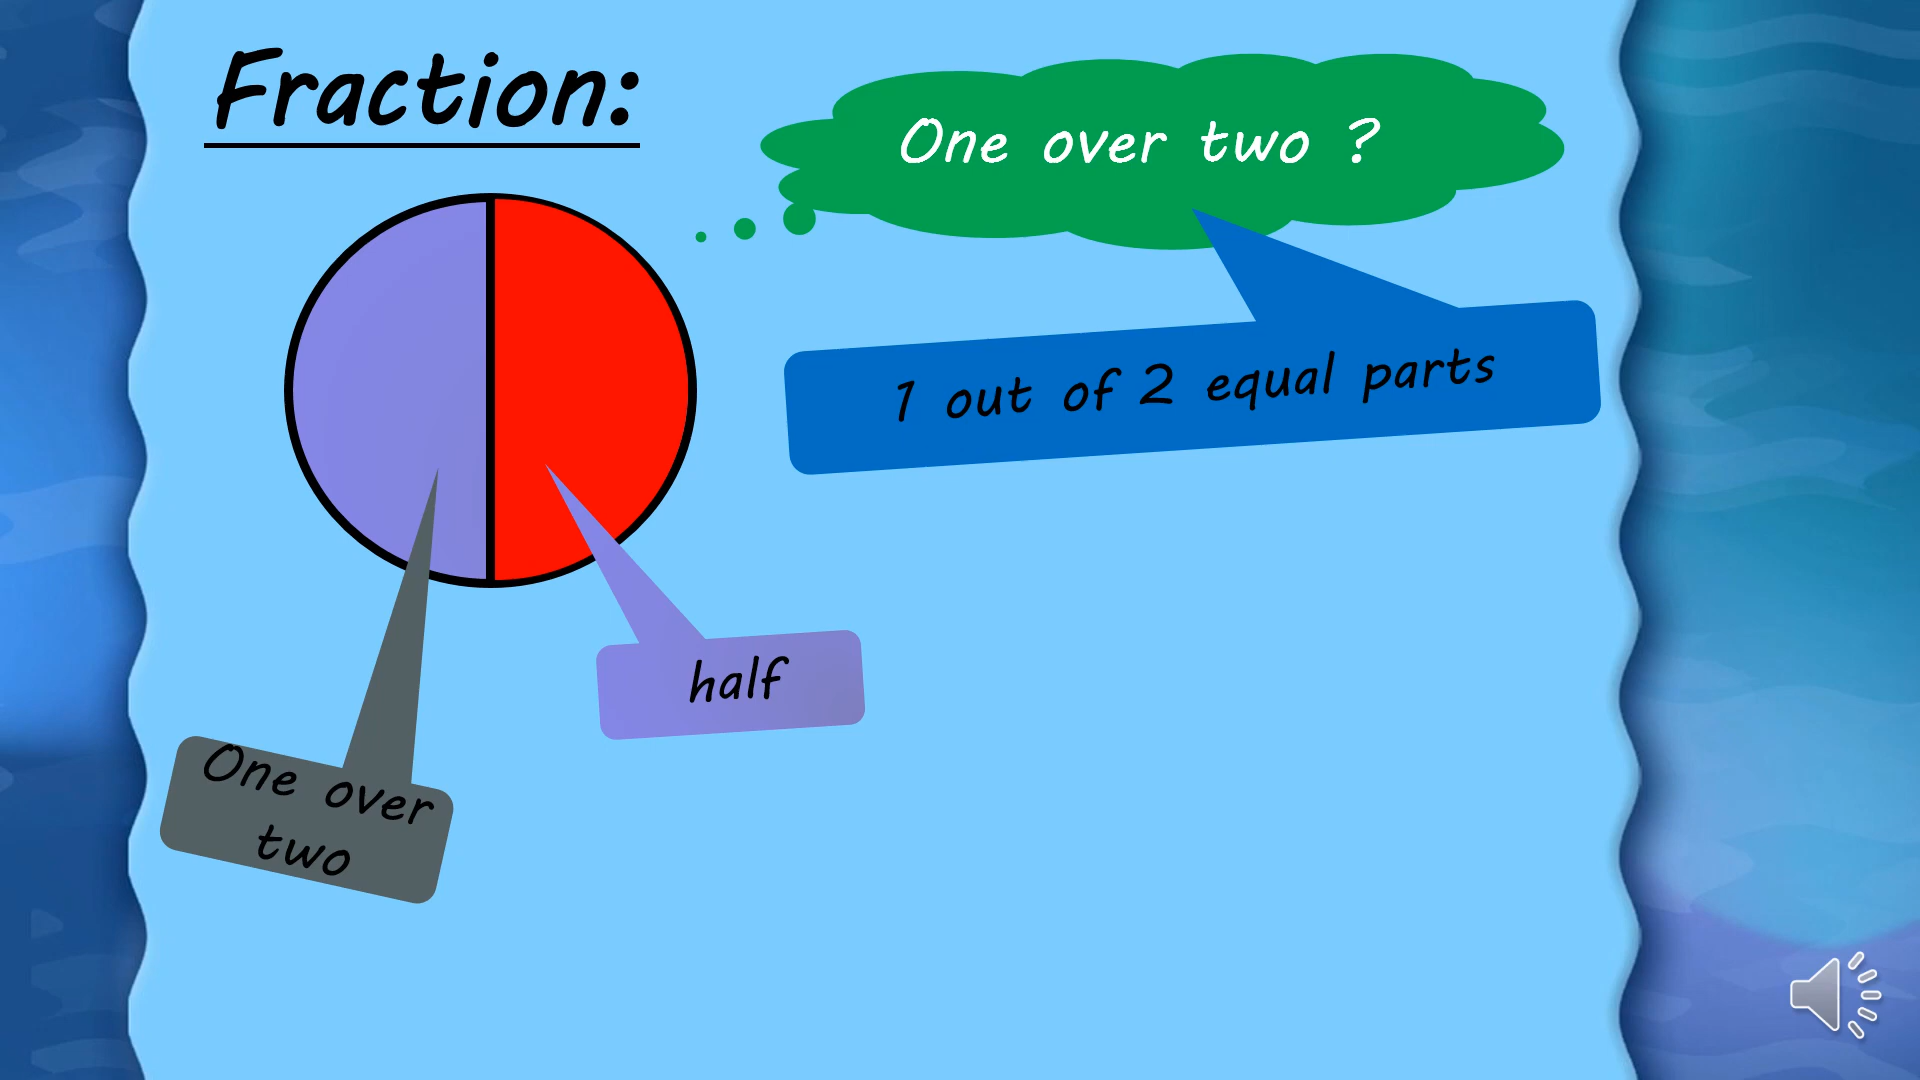 Fraction:
One over two ?
1 out of 2 equal parts
half
One over
two